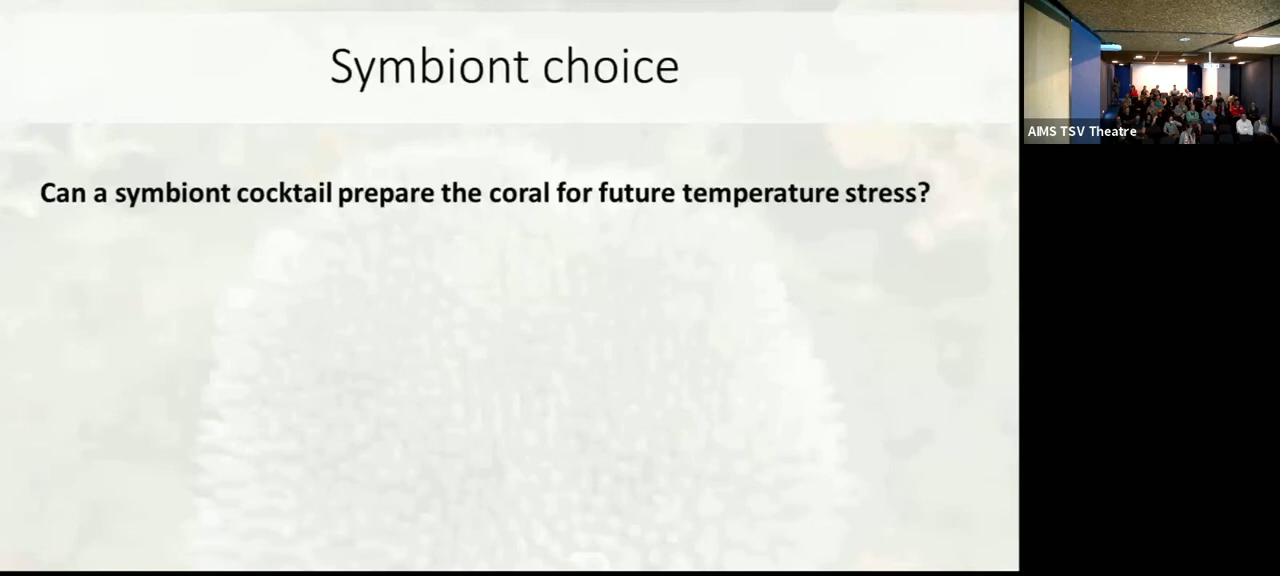 Symbiont choice
Can a symbiont cocktail prepare the coral for future temperature stress?
AIMS TSV Theatre